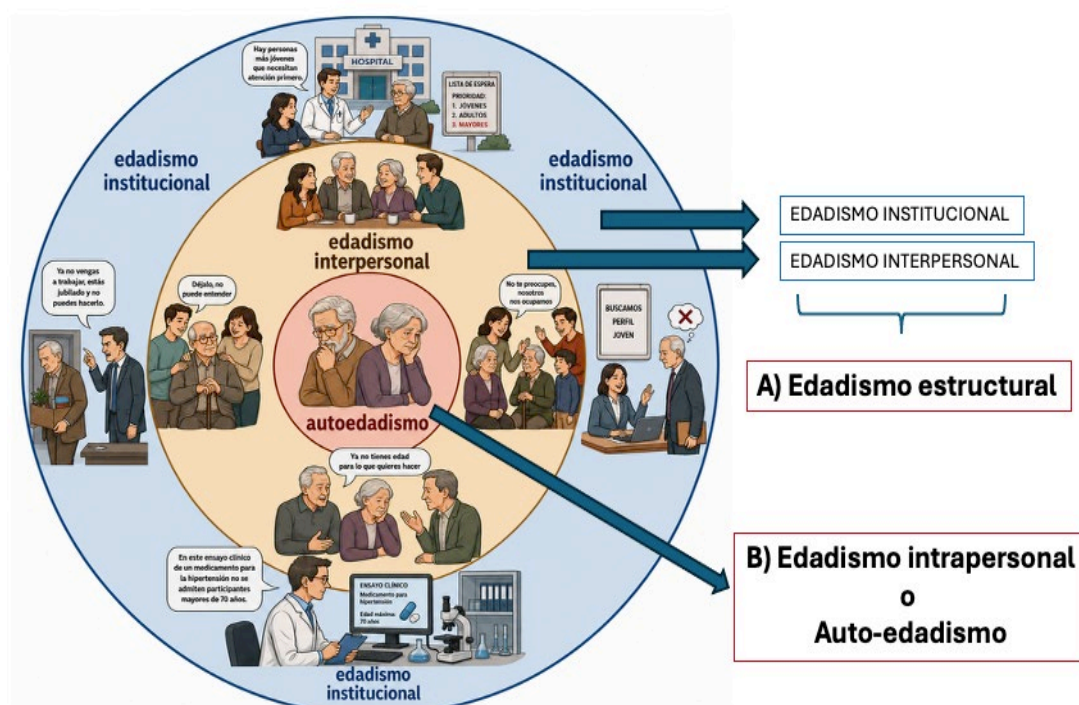 Hay personas
más jóvenes
que necesitan
atención primero.
HOSPITAL
LISTA DE ESPERA
PRIORIDAD:
1. JÓVENES
2. ADULTOS
3. MAYORES
edadismo
institucional
edadismo
institucional
edadismo
interpersonal
EDADISMO INSTITUCIONAL
EDADISMO INTERPERSONAL
Ya no vengas
a trabajar, estás
jubilado y no
puedes hacerlo.
Déjalo, no
puede entender
No te preocupes,
nosotros
nos ocupamos
BUSCAMOS
PERFIL
JOVEN
A) Edadismo estructural
autoedadismo
Ya no tienes edad
para lo que quieres hacer
B) Edadismo intrapersonal
o
Auto-edadismo
En este ensayo clínico
de un medicamento para
la hipertensión no se
admiten participantes
mayores de 70 años.
ENSAYO CLÍNICO
Medicamento para
hipertensión
Edad máxima:
70 años
edadismo
institucional